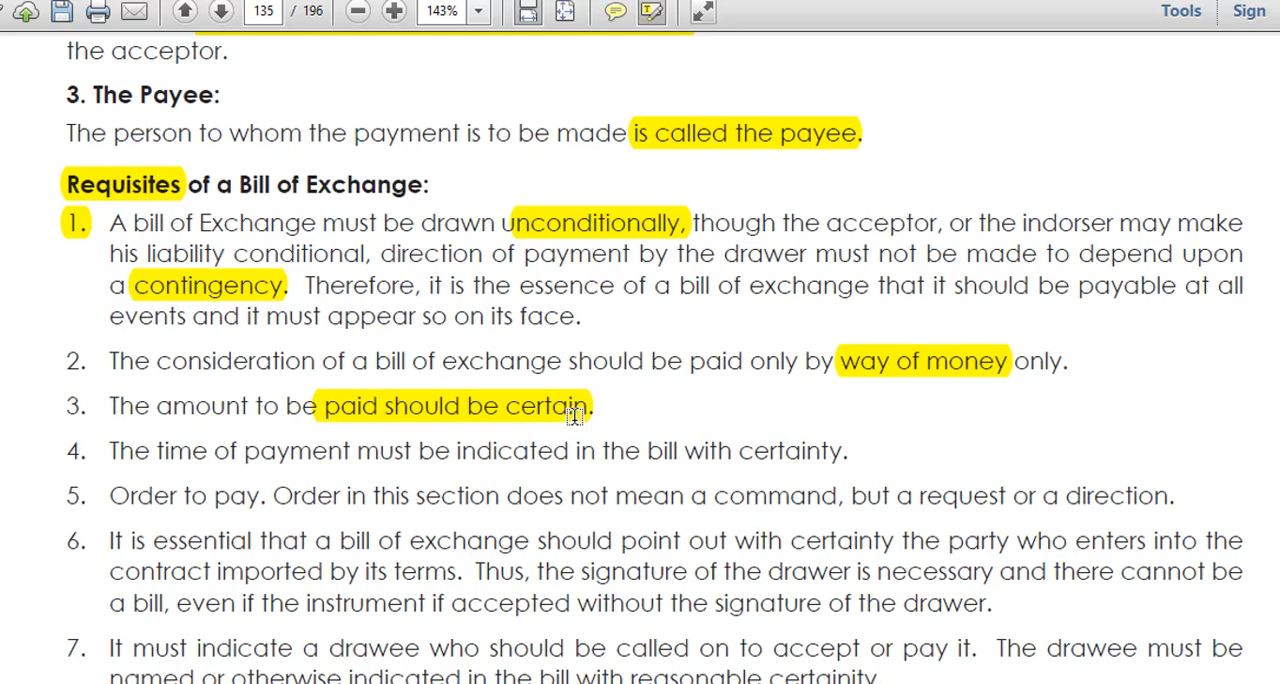 135 / 196 143% Tools Sign
the acceptor.
3. The Payee:
The person to whom the payment is to be made is called the payee.
Requisites of a Bill of Exchange:
1. A bill of Exchange must be drawn unconditionally, though the acceptor, or the indorser may make
his liability conditional, direction of payment by the drawer must not be made to depend upon
a contingency. Therefore, it is the essence of a bill of exchange that it should be payable at all
events and it must appear so on its face.
2. The consideration of a bill of exchange should be paid only by way of money only.
3. The amount to be paid should be certain.
4. The time of payment must be indicated in the bill with certainty.
5. Order to pay. Order in this section does not mean a command, but a request or a direction.
6. It is essential that a bill of exchange should point out with certainty the party who enters into the
contract imported by its terms. Thus, the signature of the drawer is necessary and there cannot be
a bill, even if the instrument if accepted without the signature of the drawer.
7. It must indicate a drawee who should be called on to accept or pay it. The drawee must be
named or otherwise indicated in the bill with reasonable certainity.